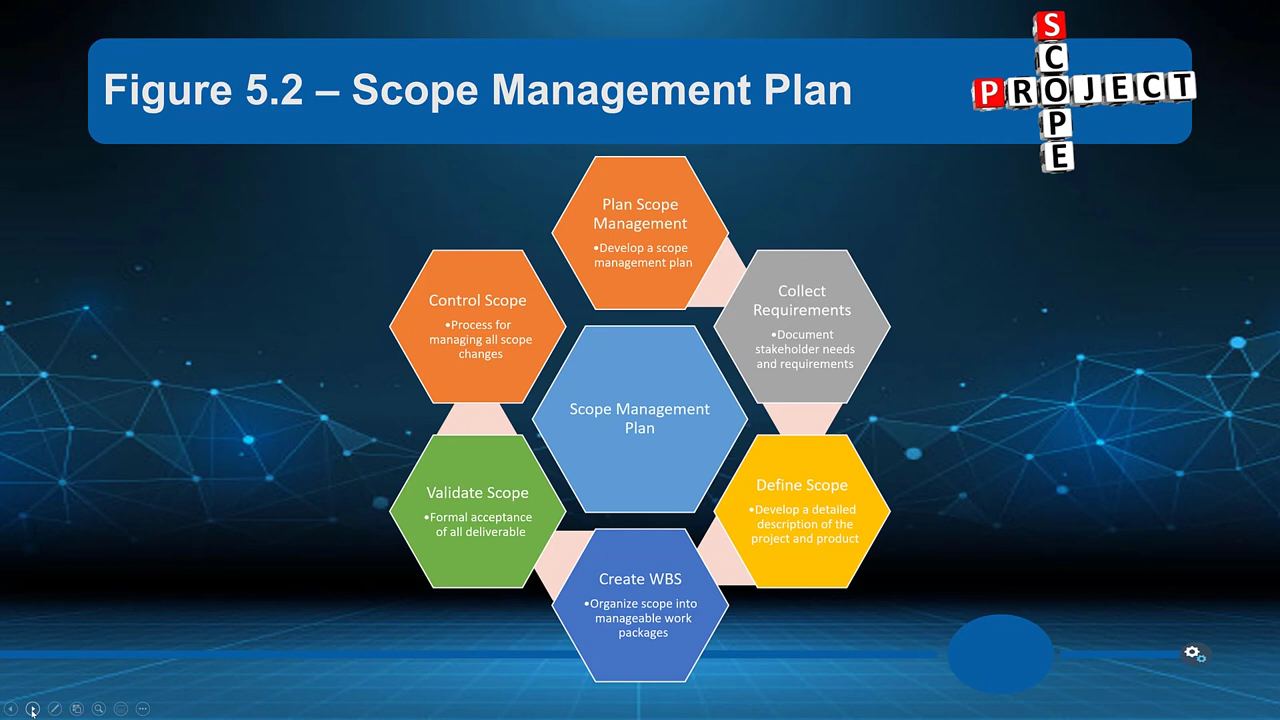 Figure 5.2 – Scope Management Plan
SCOPE
PROJECT
Plan Scope
Management
•Develop a scope
management plan
Collect
Requirements
•Document
stakeholder needs
and requirements
Define Scope
•Develop a detailed
description of the
project and product
Create WBS
•Organize scope into
manageable work
packages
Validate Scope
•Formal acceptance
of all deliverable
Control Scope
•Process for
managing all scope
changes
Scope Management
Plan